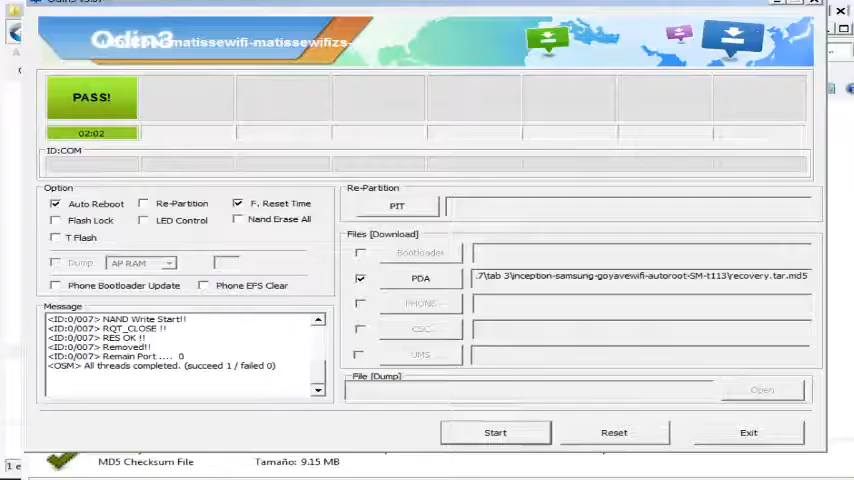 Odin3
matissewifi-matissewifizs-
PASS!
02:02
ID:COM
Option
Auto Reboot
Re-Partition
F. Reset Time
Flash Lock
LED Control
Nand Erase All
T Flash
Dump
AP RAM
Phone Bootloader Update
Phone EFS Clear
Message
<ID:0/007> NAND Write Start!!
<ID:0/007> RQT_CLOSE !!
<ID:0/007> RES OK !!
<ID:0/007> Removed!!
<ID:0/007> Remain Port .... 0
<OSM> All threads completed. (succeed 1 / failed 0)
Re-Partition
PIT
Files [Download]
Bootloader
PDA
.7\tab 3\inception-samsung-goyavewifi-autoroot-SM-t113\recovery.tar.md5
PHONE
CSC
UMS
File [Dump]
Open
Start
Reset
Exit
1 e
MD5 Checksum File
Tamaño: 9.15 MB